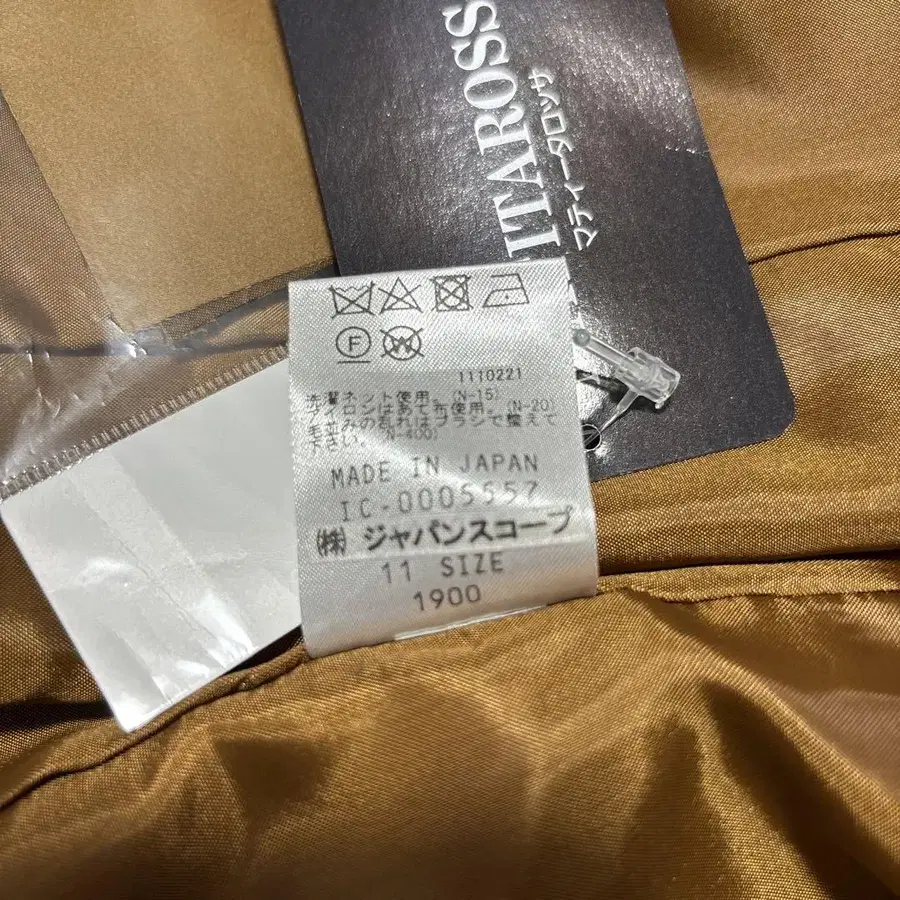 ITAROSS
マティータロッサ
F
W
1110221
洗濯ネット使用。(N-15)
アイロンはあて布使用。(N-20)
毛並みの乱れはブラシで整えて
下さい。(N-400)
MADE IN JAPAN
IC-0005557
(株) ジャパンスコープ
11 SIZE
1900